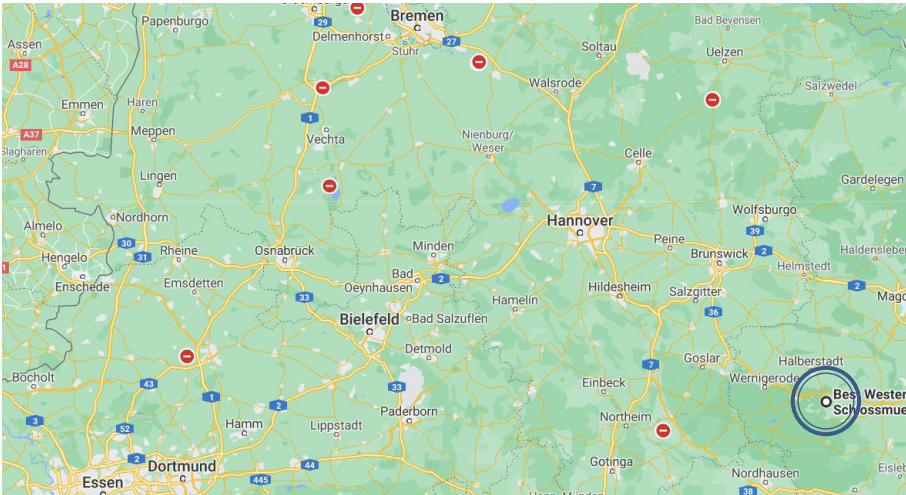 Bremen
29
Papenburgo
Delmenhorst
Stuhr
27
Bad Bevensen
Assen
A28
Soltau
Uelzen
Walsrode
Salzwedel
Emmen
Haren
1
Vechta
A37
Meppen
Nienburg/
Weser
Slagharen
Celle
Lingen
7
Gardelegen
Nordhorn
Wolfsburgo
Almelo
Hannover
39
30
31
Rheine
Osnabrück
Minden
Peine
Brunswick
2
Haldensleben
Hengelo
Enschede
Emsdetten
Bad
Oeynhausen
2
Helmstedt
Hildesheim
Salzgitter
2
33
Hamelín
36
Bielefeld
Bad Salzuflen
Detmold
7
Goslar
Halberstadt
Bocholt
43
Einbeck
Wernigerode
1
33
2
Best Wester
Schlossmue
3
Hamm
Lippstadt
Paderborn
Northeim
52
2
Dortmund
44
Gotinga
Essen
445
Nordhausen
38